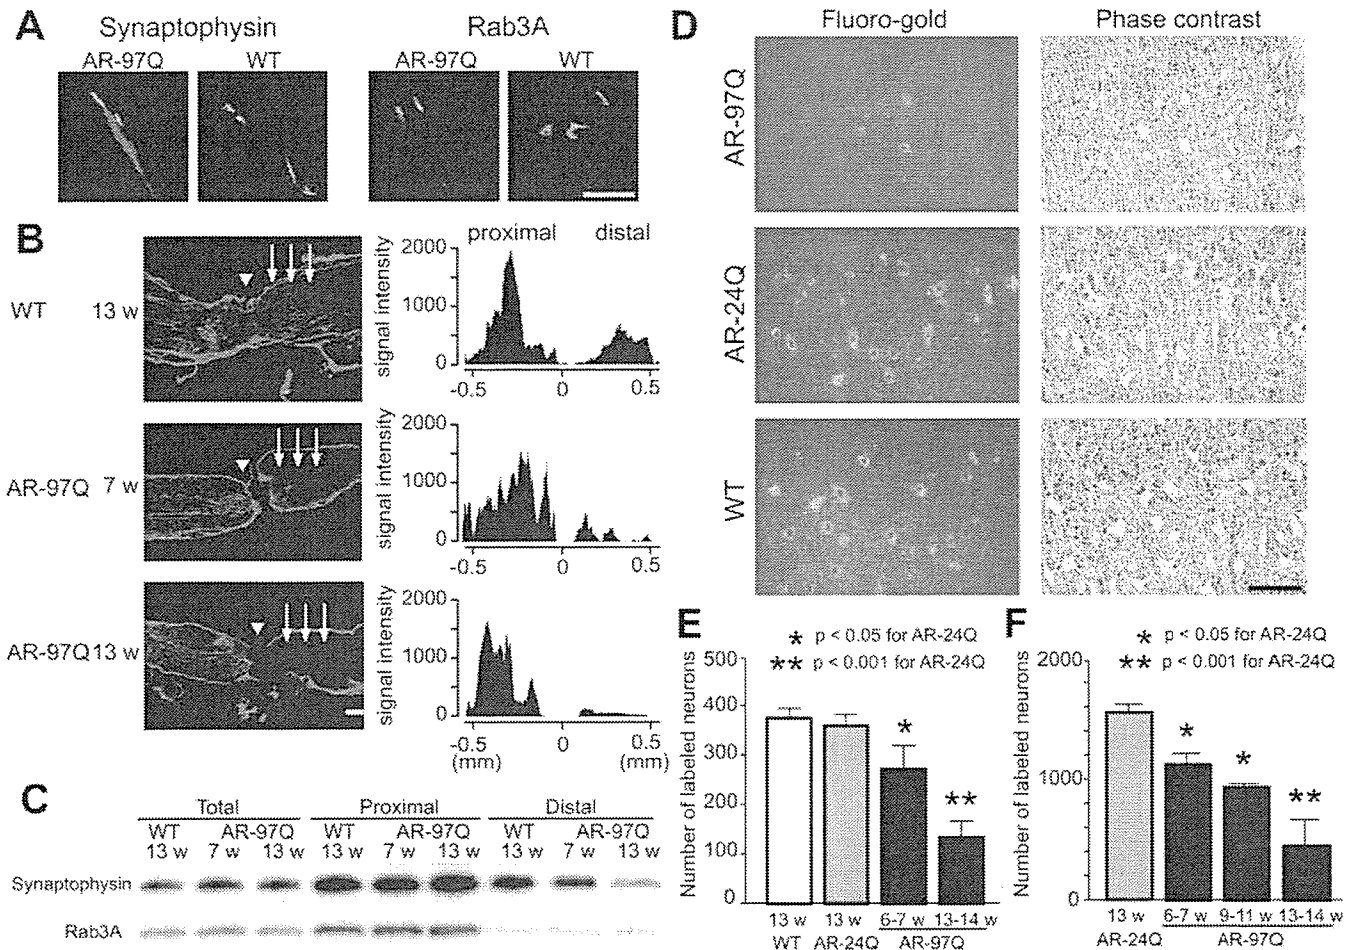 A
Synaptophysin
Rab3A
AR-97Q
WT
AR-97Q
WT
B
WT
13 w
AR-97Q
7 w
AR-97Q
13 w
proximal
distal
signal intensity
2000
1000
0
-0.5
0
0.5
signal intensity
2000
1000
0
-0.5
0
0.5
signal intensity
2000
1000
0
-0.5
0
0.5
(mm)
(mm)
C
Total
Proximal
Distal
WT
AR-97Q
WT
AR-97Q
WT
AR-97Q
13 w
7 w
13 w
13 w
7 w
13 w
13 w
7 w
13 w
Synaptophysin
Rab3A
D
Fluoro-gold
Phase contrast
AR-97Q
AR-24Q
WT
E
* p < 0.05 for AR-24Q
** p < 0.001 for AR-24Q
Number of labeled neurons
500
400
300
200
100
0
*
**
13 w
13 w
6-7 w
13-14 w
WT
AR-24Q
AR-97Q
F
* p < 0.05 for AR-24Q
** p < 0.001 for AR-24Q
Number of labeled neurons
2000
1000
0
*
*
**
13 w
6-7 w
9-11 w
13-14 w
AR-24Q
AR-97Q